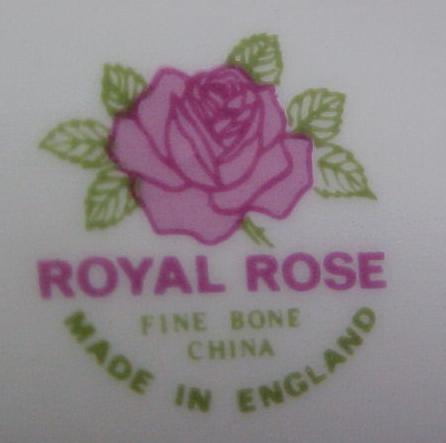 ROYAL ROSE
FINE BONE
CHINA
MADE IN ENGLAND